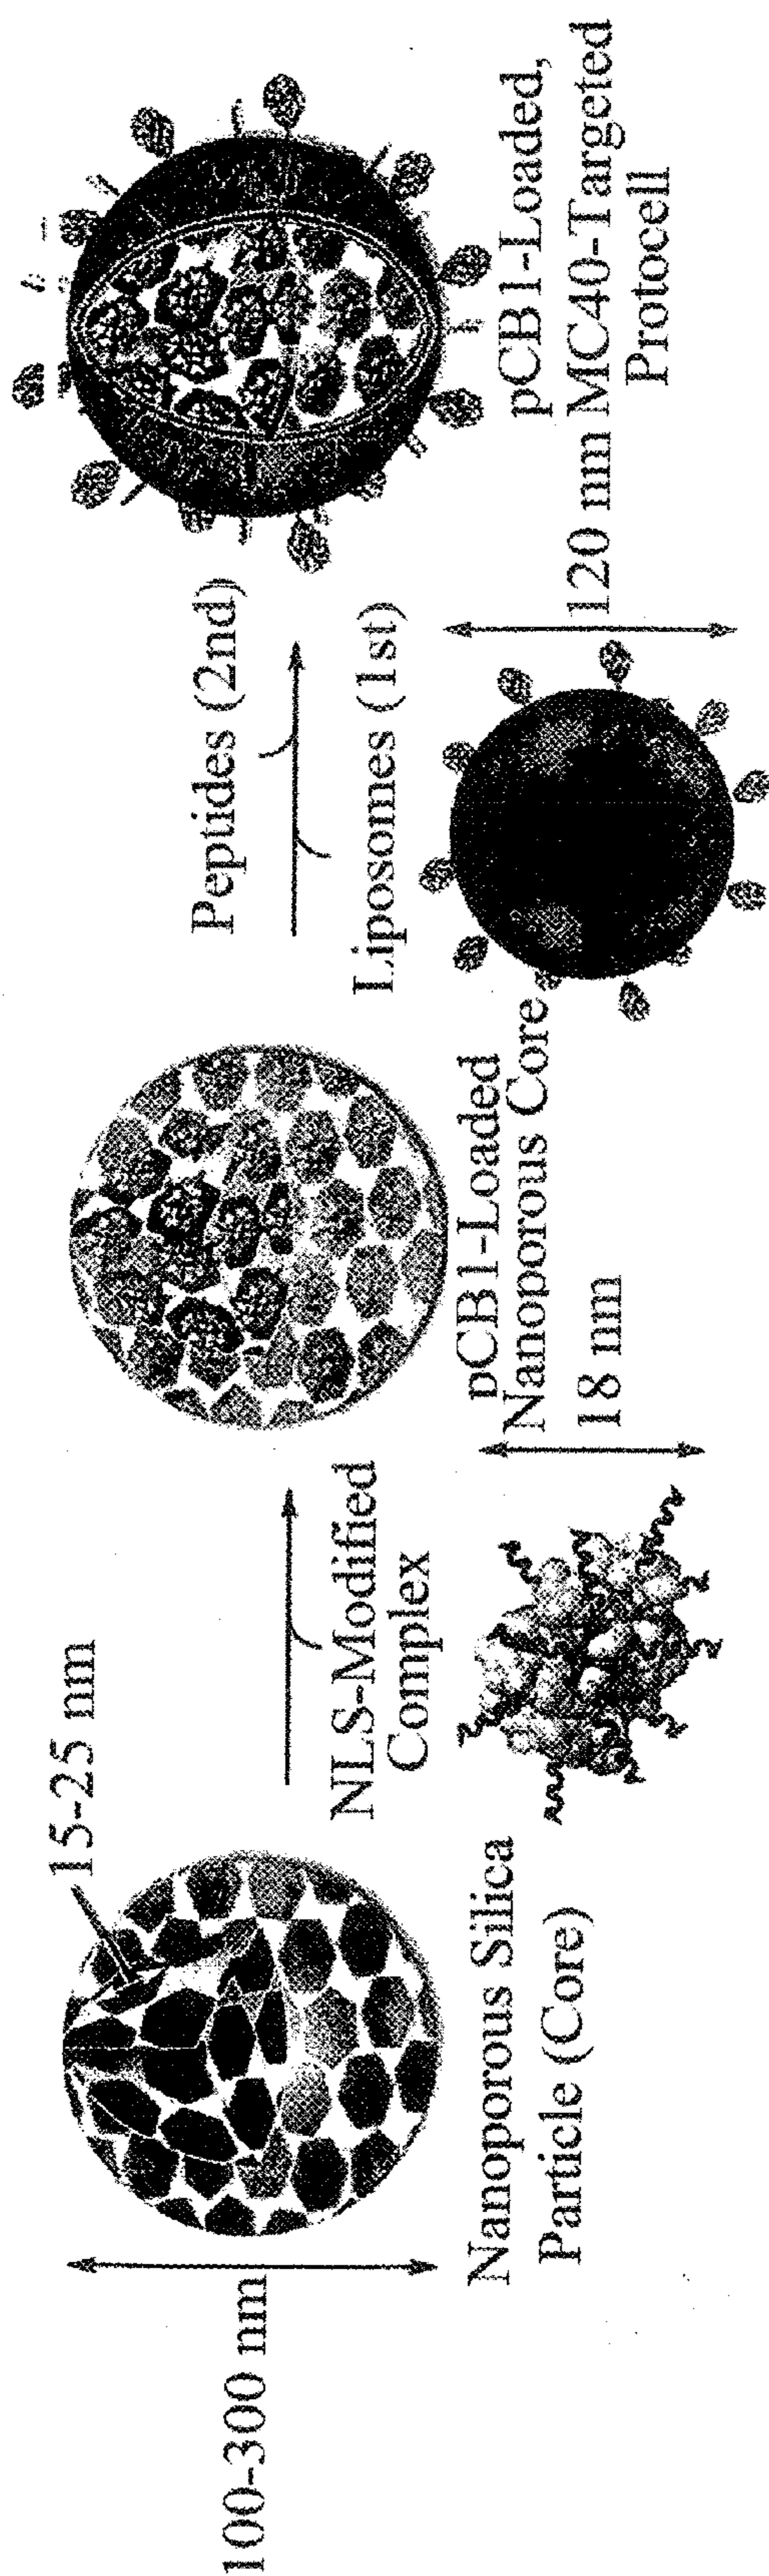 100-300 nm
15-25 nm
Nanoporous Silica
Particle (Core)
NLS-Modified
Complex
18 nm
pCB1-Loaded
Nanoporous Core
Peptides (2nd)
Liposomes (1st)
120 nm
pCB1-Loaded,
MC40-Targeted
Protocell